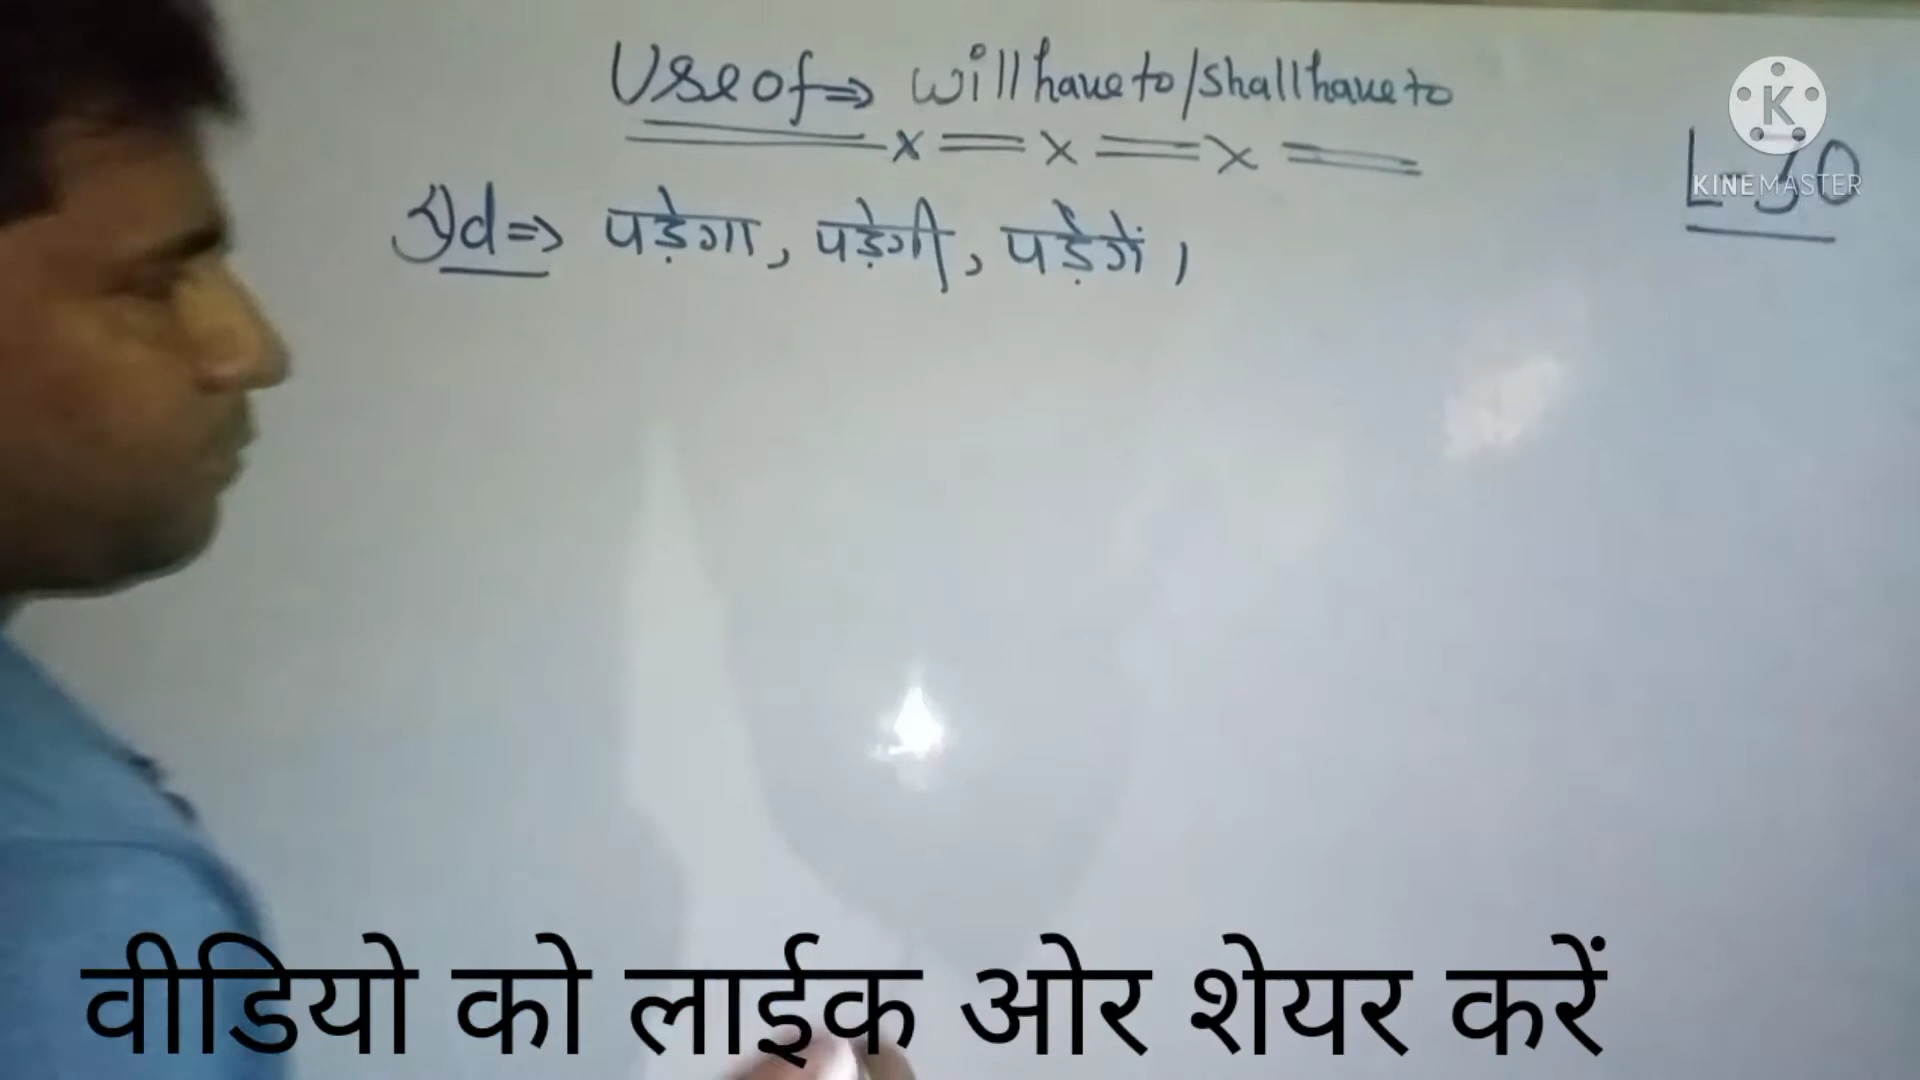 Use of ⇒ will have to / shall have to
⇒ पड़ेगा, पड़ेगी, पड़ेगें।
K
KINEMASTER
वीडियो को लाईक ओर शेयर करें